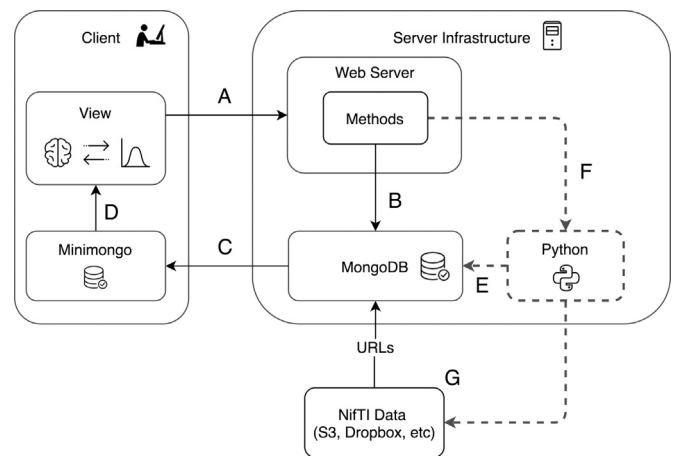 Client
Server Infrastructure
Web Server
A
View
Methods
F
B
D
C
Minimongo
MongoDB
E
Python
URLs
G
NifTI Data
(S3, Dropbox, etc)